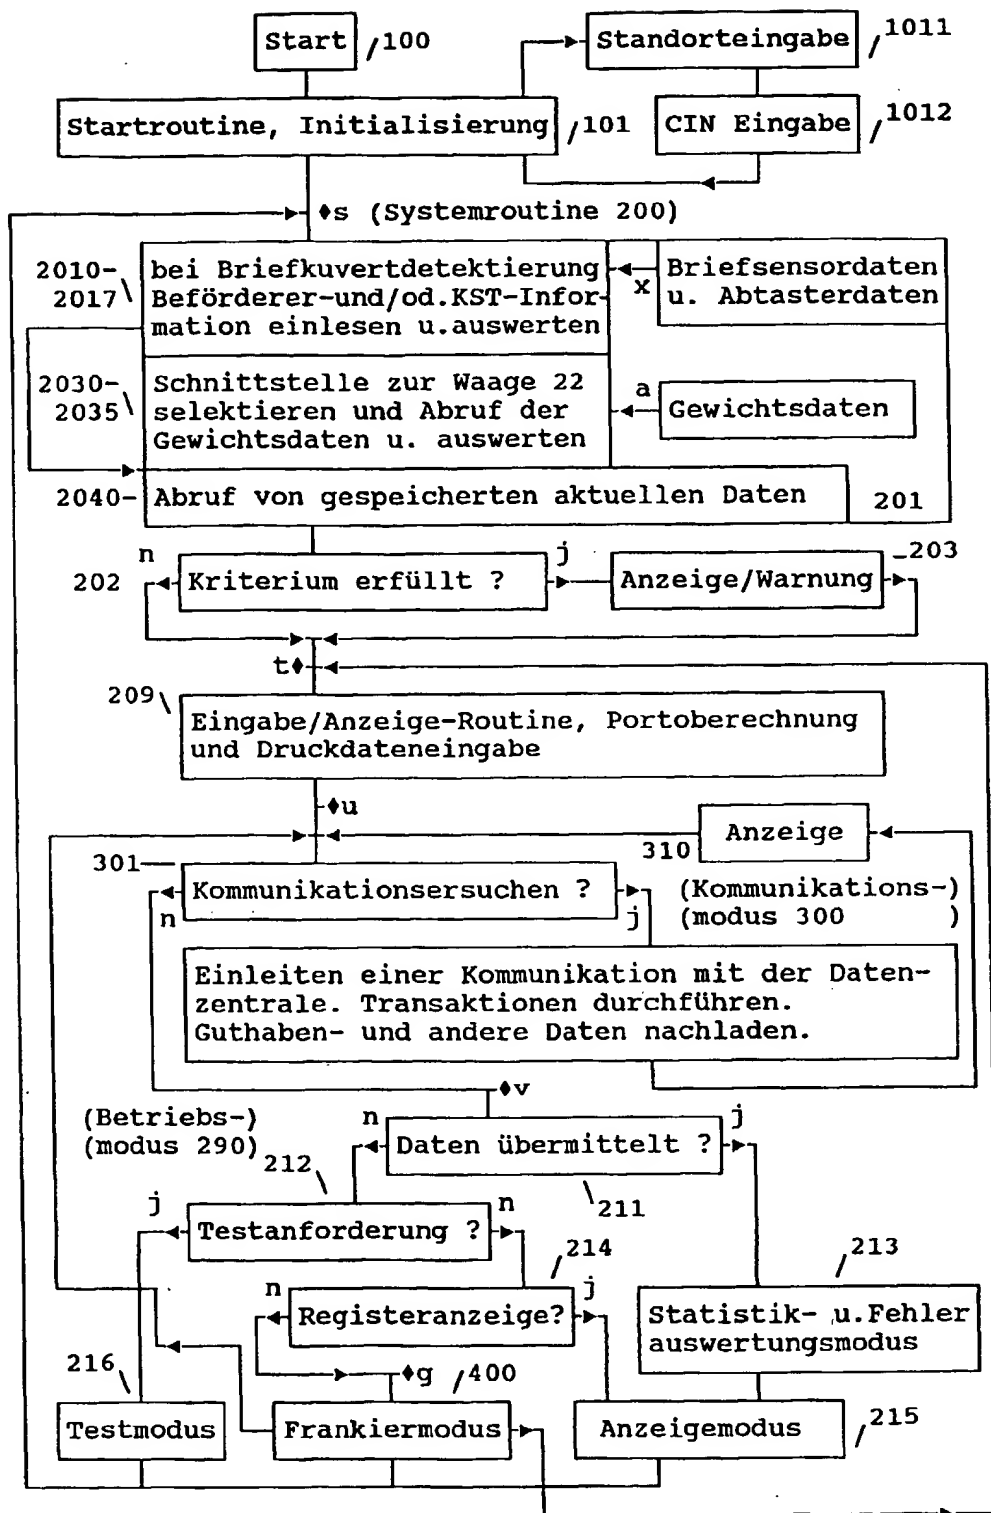 Start
100
Standorteingabe
1011
Startroutine, Initialisierung
101
CIN Eingabe
1012
s (Systemroutine 200)
2010-
2017
bei Briefkuvertdetektierung
Beförderer-und/od.KST-Infor-
mation einlesen u.auswerten
x
Briefsensordaten
u. Abtasterdaten
2030-
2035
Schnittstelle zur Waage 22
selektieren und Abruf der
Gewichtsdaten u. auswerten
a
Gewichtsdaten
2040-
Abruf von gespeicherten aktuellen Daten
201
n
202
Kriterium erfüllt ?
j
Anzeige/Warnung
203
t
209
Eingabe/Anzeige-Routine, Portoberechnung
und Druckdateneingabe
u
Anzeige
310
301
Kommunikationsersuchen ?
n
j
(Kommunikations-)
(modus 300 )
Einleiten einer Kommunikation mit der Daten-
zentrale. Transaktionen durchführen.
Guthaben- und andere Daten nachladen.
v
(Betriebs-)
(modus 290)
n
Daten übermittelt ?
j
211
212
j
Testanforderung ?
n
214
213
n
Registeranzeige?
j
Statistik- u.Fehler
auswertungsmodus
g
216
Testmodus
400
Frankiermodus
Anzeigemodus
215